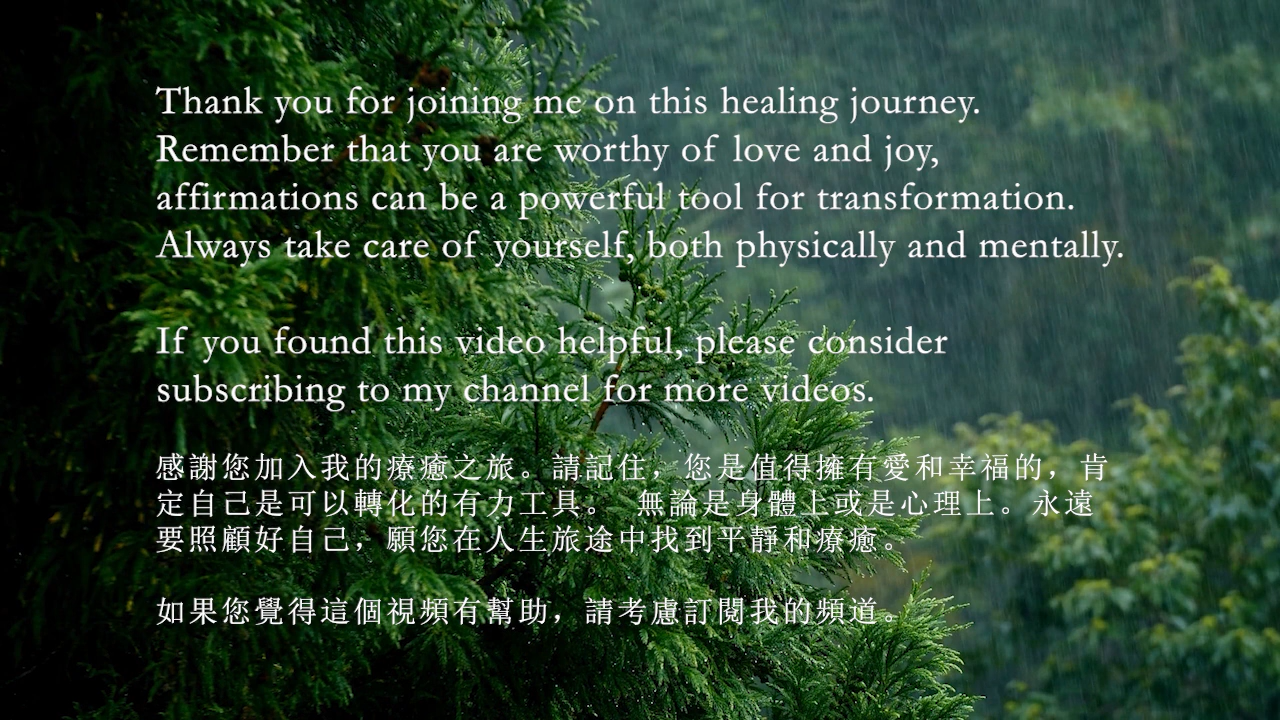 Thank you for joining me on this healing journey.
Remember that you are worthy of love and joy,
affirmations can be a powerful tool for transformation.
Always take care of yourself, both physically and mentally.
If you found this video helpful, please consider
subscribing to my channel for more videos.
感謝您加入我的療癒之旅。請記住，您是值得擁有愛和幸福的，肯
定自己是可以轉化的有力工具。 無論是身體上或是心理上。永遠
要照顧好自己，願您在人生旅途中找到平靜和療癒。
如果您覺得這個視頻有幫助，請考慮訂閱我的頻道。